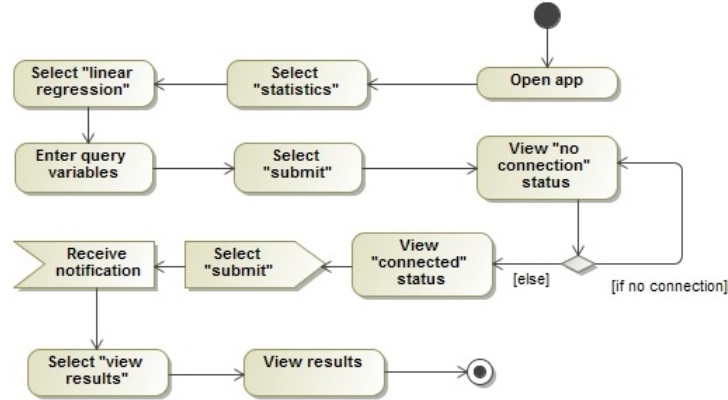 Open app
Select
"statistics"
Select "linear
regression"
Enter query
variables
Select
"submit"
View "no
connection"
status
[if no connection]
[else]
View
"connected"
status
Select
"submit"
Receive
notification
Select "view
results"
View results